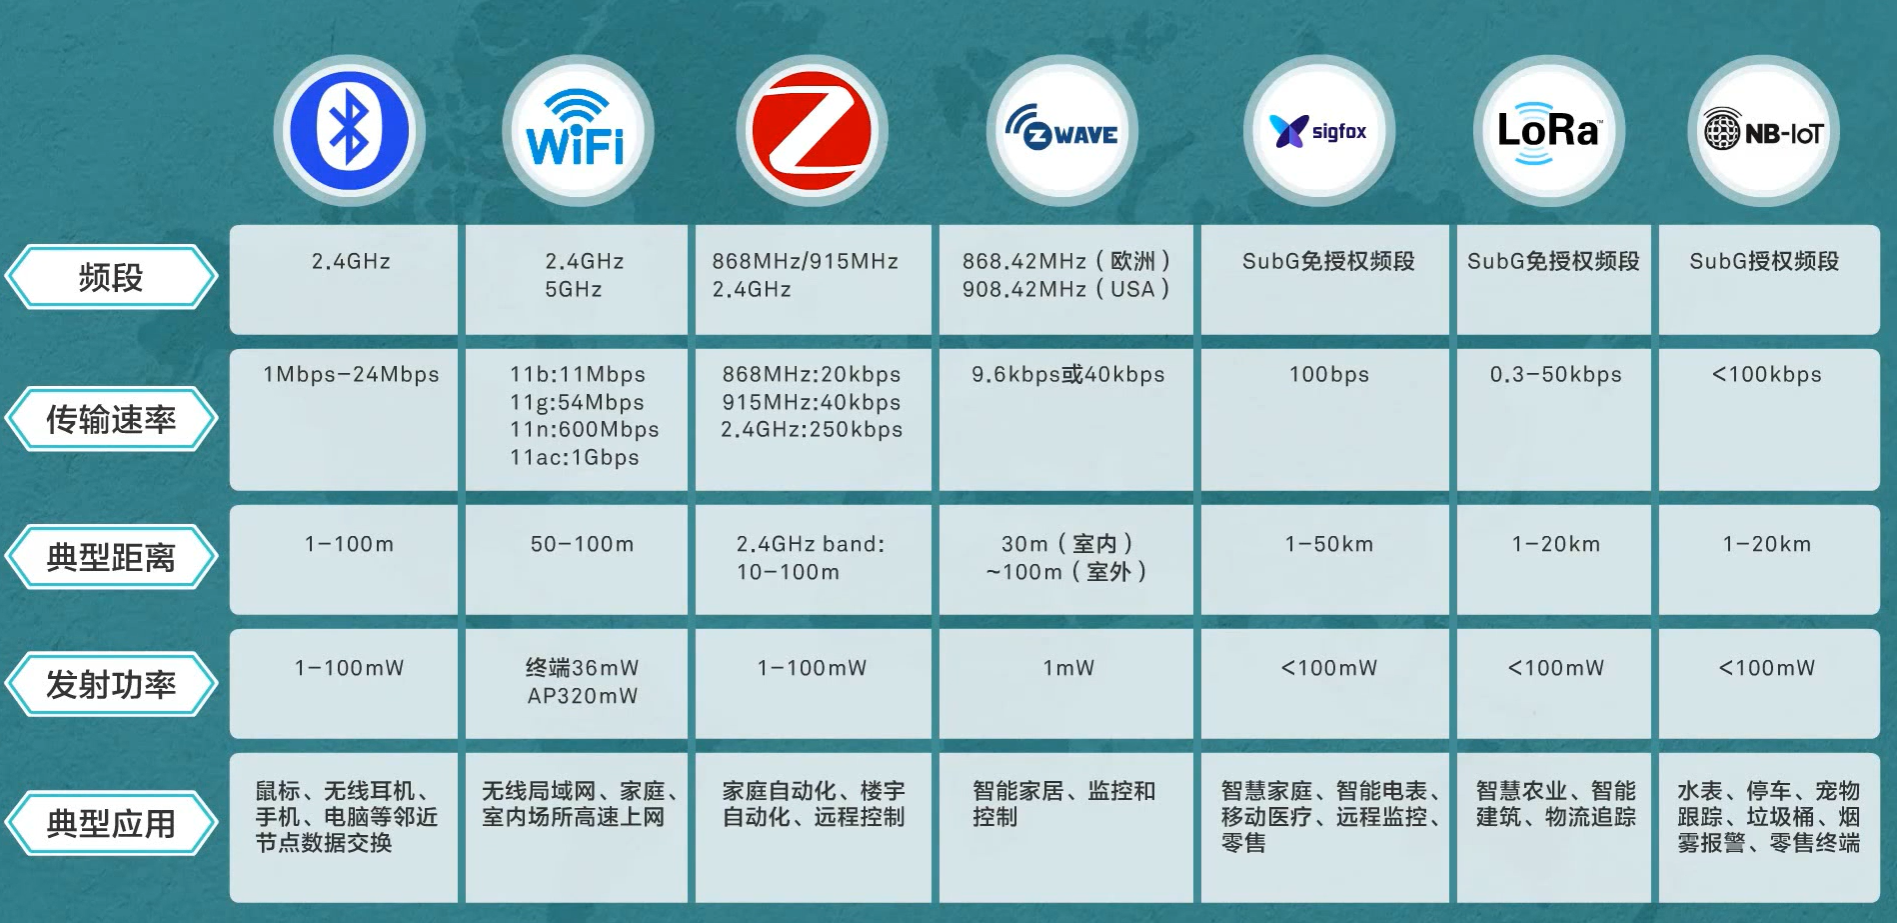 WiFi
Z WAVE
sigfox
LoRa™
NB-IoT
频段
2.4GHz
2.4GHz
5GHz
868MHz/915MHz
2.4GHz
868.42MHz（欧洲）
908.42MHz（USA）
SubG免授权频段
SubG免授权频段
SubG授权频段
传输速率
1Mbps-24Mbps
11b:11Mbps
11g:54Mbps
11n:600Mbps
11ac:1Gbps
868MHz:20kbps
915MHz:40kbps
2.4GHz:250kbps
9.6kbps或40kbps
100bps
0.3-50kbps
<100kbps
典型距离
1-100m
50-100m
2.4GHz band:
10-100m
30m（室内）
~100m（室外）
1-50km
1-20km
1-20km
发射功率
1-100mW
终端36mW
AP320mW
1-100mW
1mW
<100mW
<100mW
<100mW
典型应用
鼠标、无线耳机、
手机、电脑等邻近
节点数据交换
无线局域网、家庭、
室内场所高速上网
家庭自动化、楼宇
自动化、远程控制
智能家居、监控和
控制
智慧家庭、智能电表、
移动医疗、远程监控、
零售
智慧农业、智能
建筑、物流追踪
水表、停车、宠物
跟踪、垃圾桶、烟
雾报警、零售终端